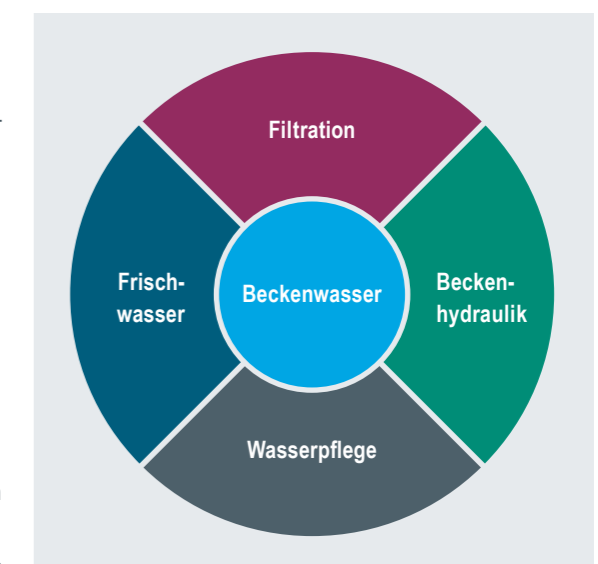 Filtration
Frisch-
wasser
Beckenwasser
Becken-
hydraulik
Wasserpflege